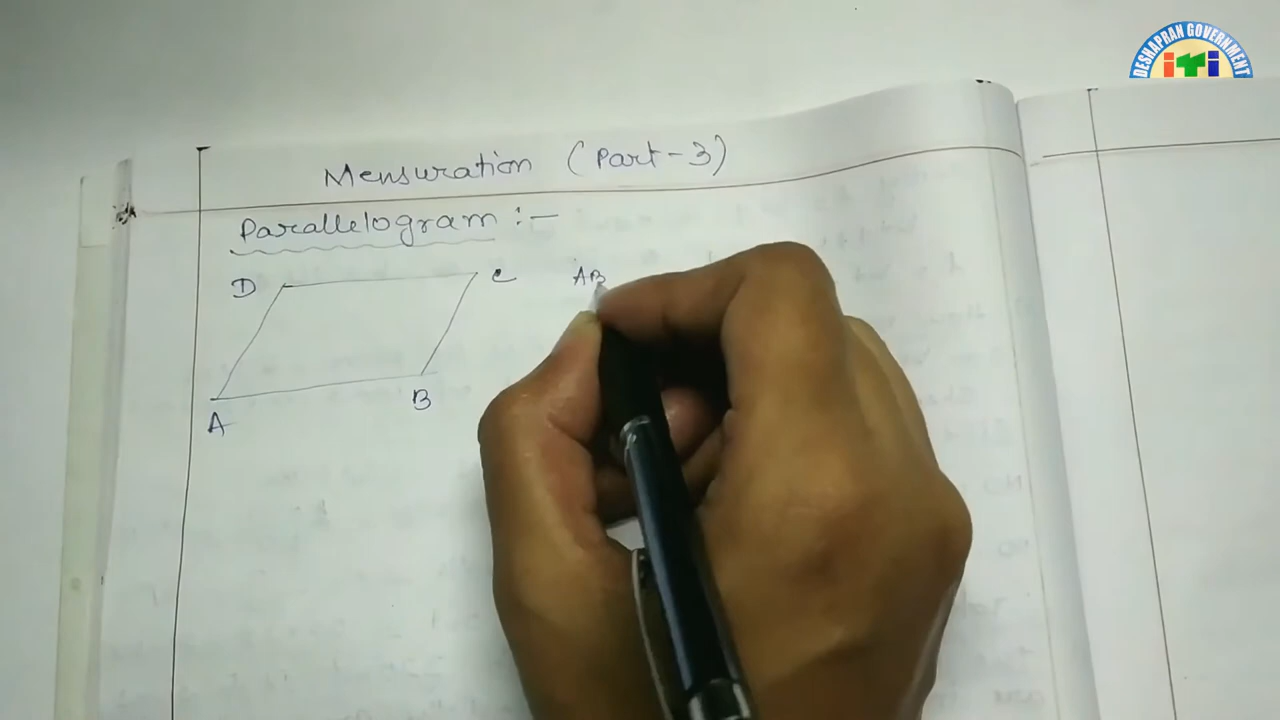 DESHAPRAN GOVERNMENT
iTi
Mensuration (Part-3)
Parallelogram :-
D C AB
A B